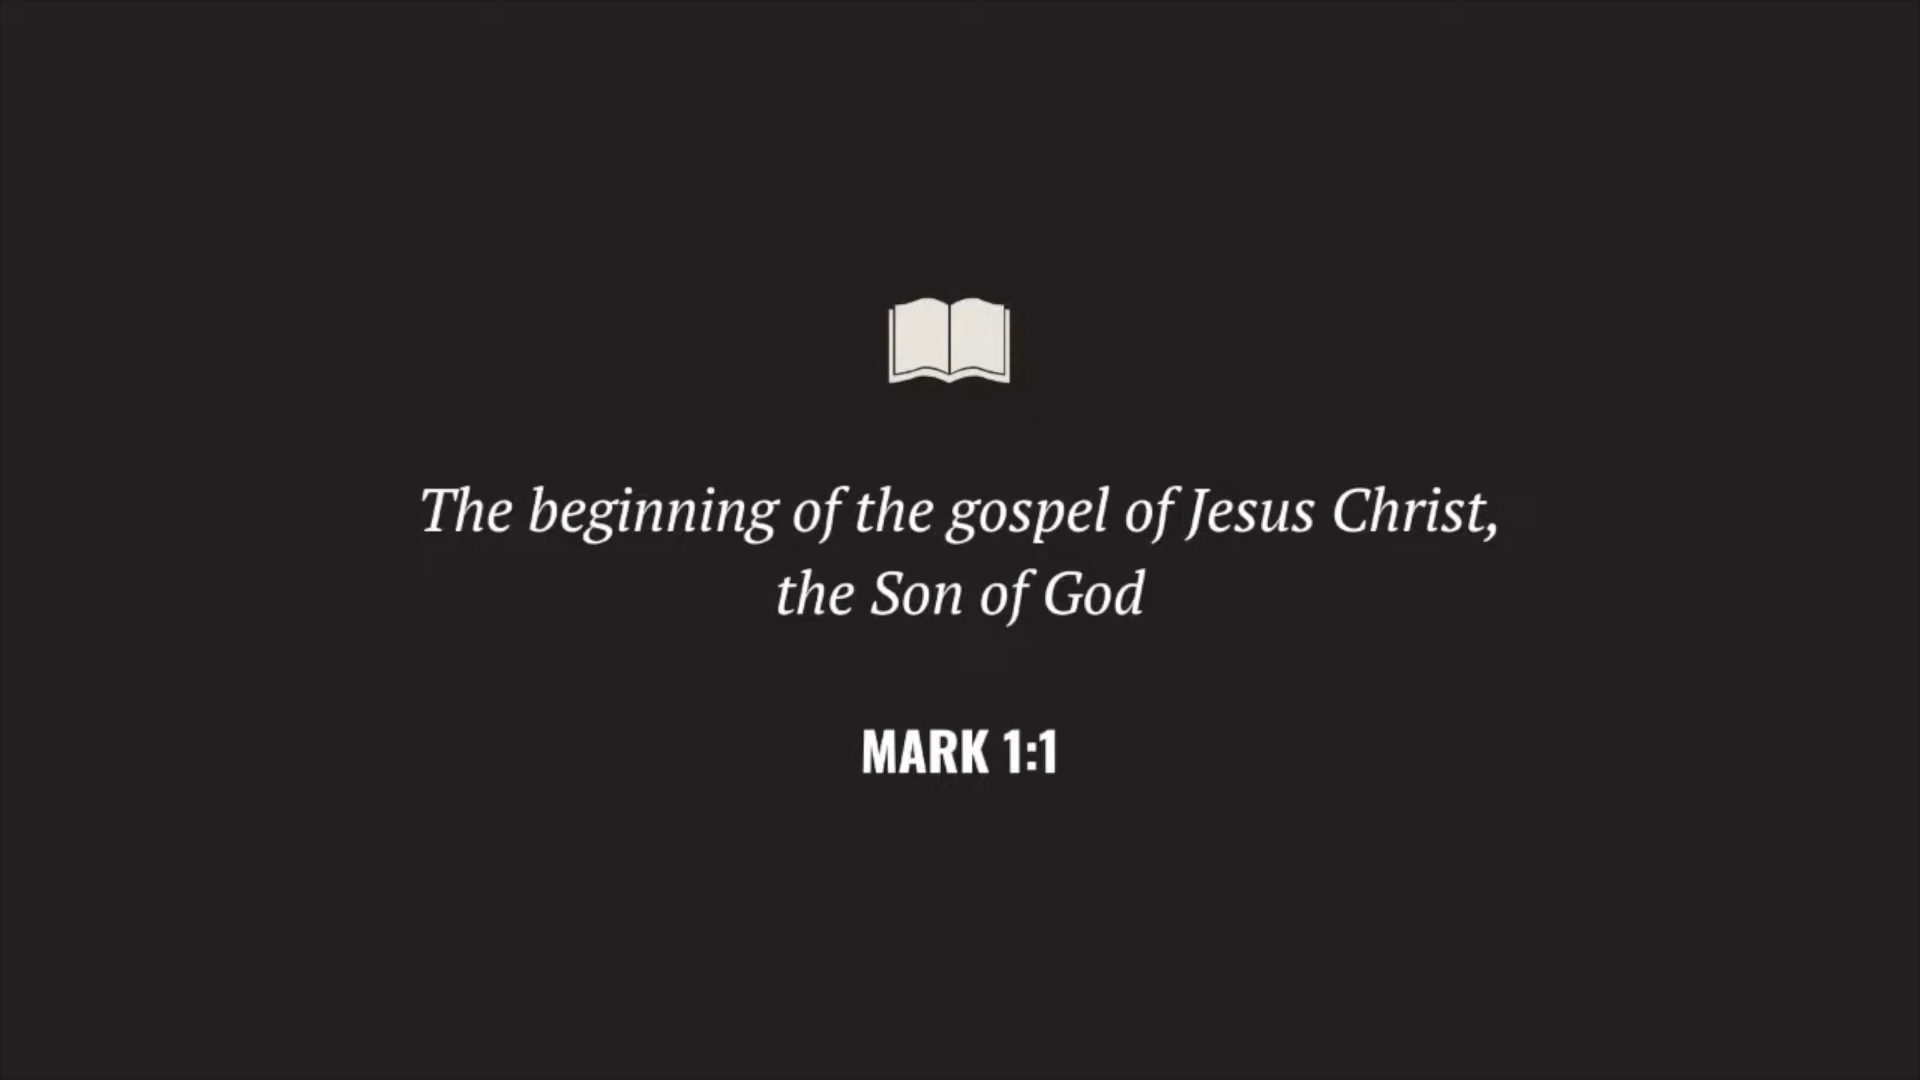 The beginning of the gospel of Jesus Christ,
the Son of God
MARK 1:1